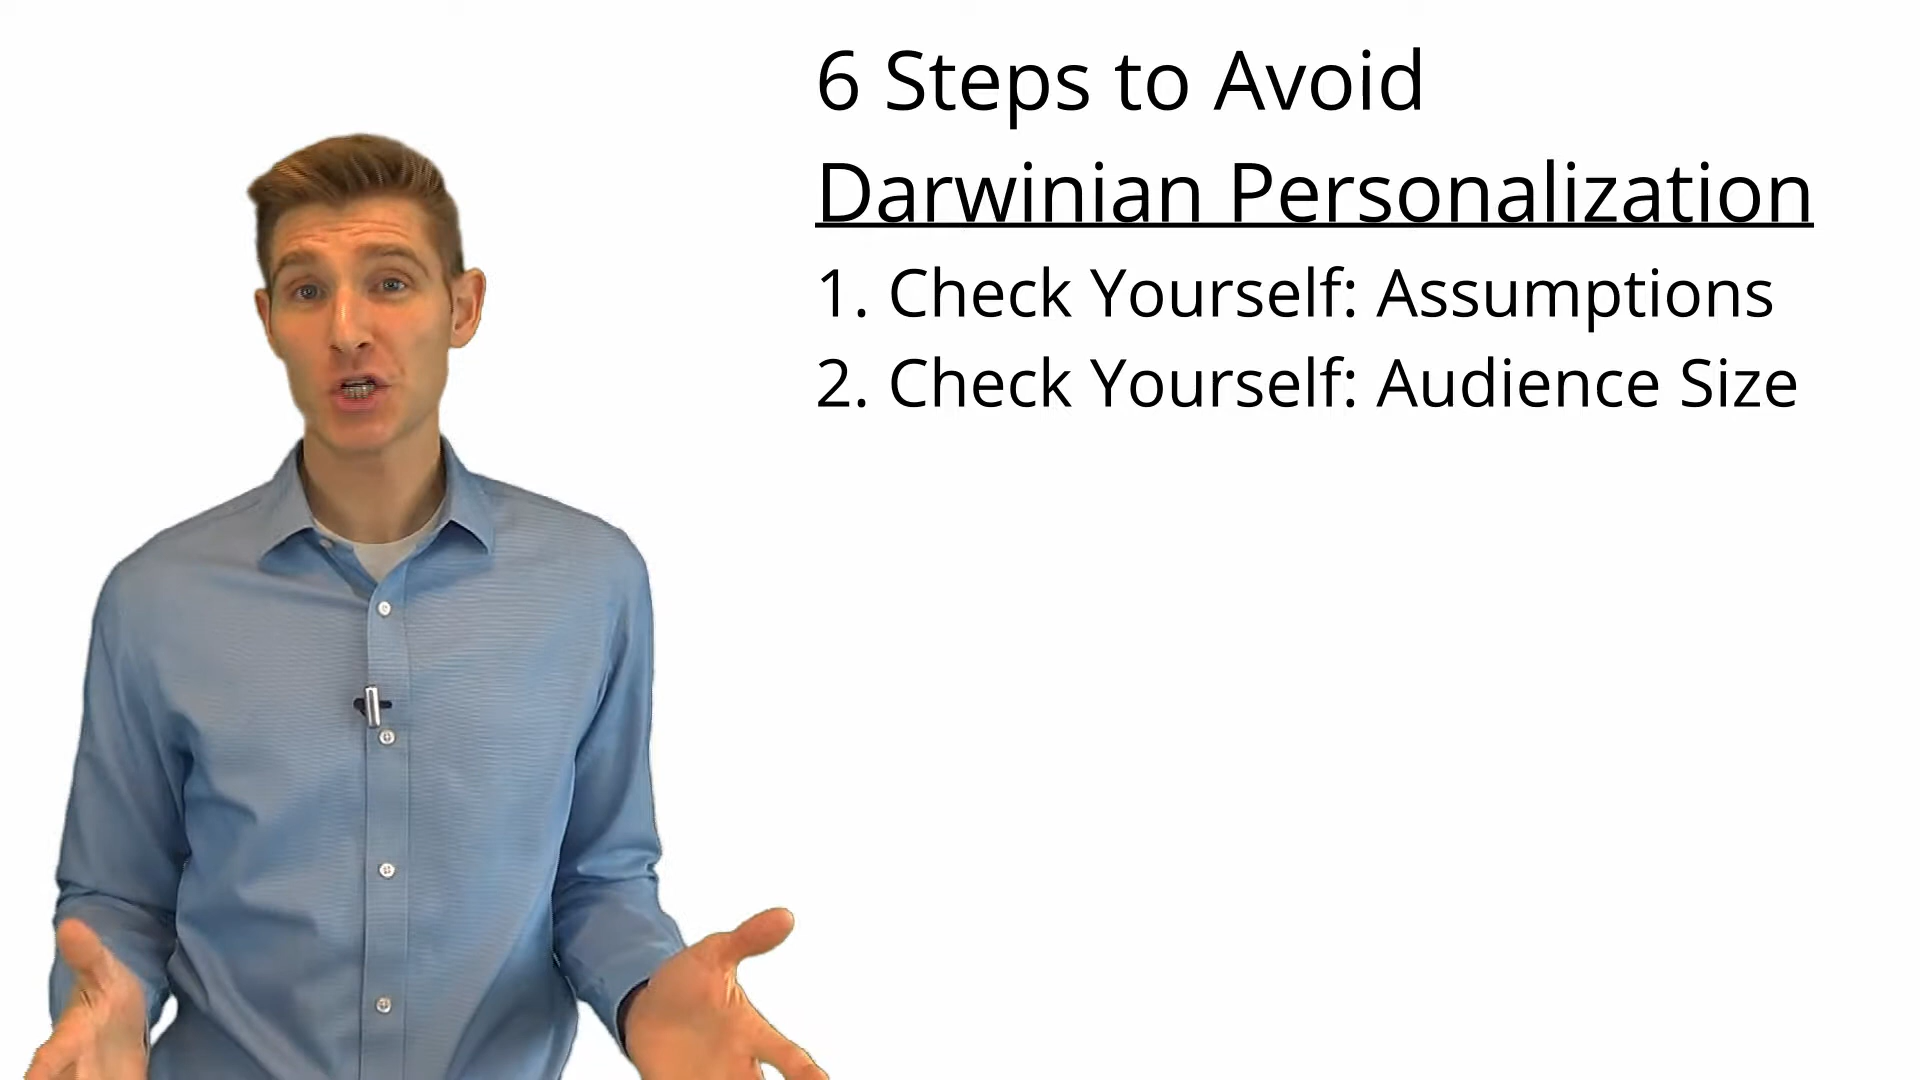 6 Steps to Avoid
Darwinian Personalization
1. Check Yourself: Assumptions
2. Check Yourself: Audience Size